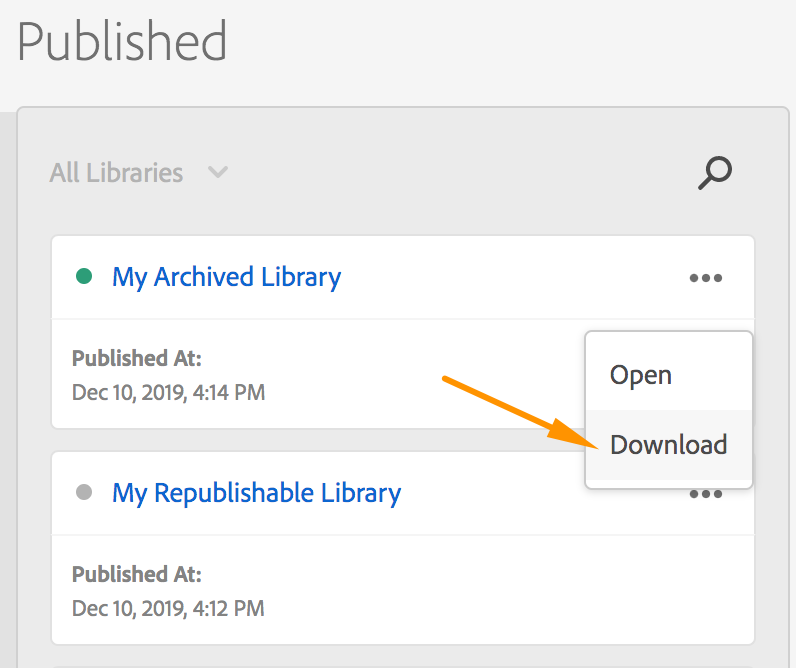 Published
All Libraries
My Archived Library
Published At:
Dec 10, 2019, 4:14 PM
Open
Download
My Republishable Library
Published At:
Dec 10, 2019, 4:12 PM